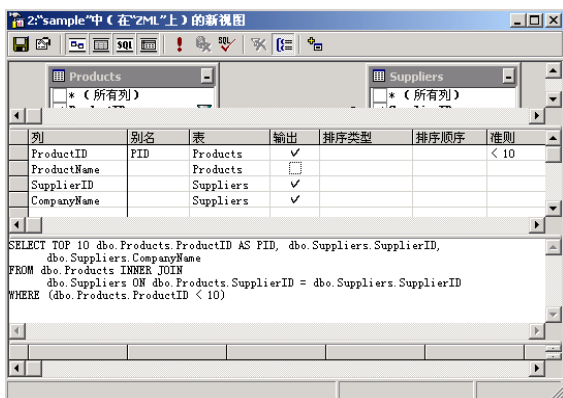 2:“sample”中（在“ZML”上）的新视图
SQL SQL
Products Suppliers
*（所有列） *（所有列）
列 别名 表 输出 排序类型 排序顺序 准则
ProductID PID Products < 10
ProductName Products
SupplierID Suppliers
CompanyName Suppliers
SELECT TOP 10 dbo.Products.ProductID AS PID, dbo.Suppliers.SupplierID,
dbo.Suppliers.CompanyName
FROM dbo.Products INNER JOIN
dbo.Suppliers ON dbo.Products.SupplierID = dbo.Suppliers.SupplierID
WHERE (dbo.Products.ProductID < 10)